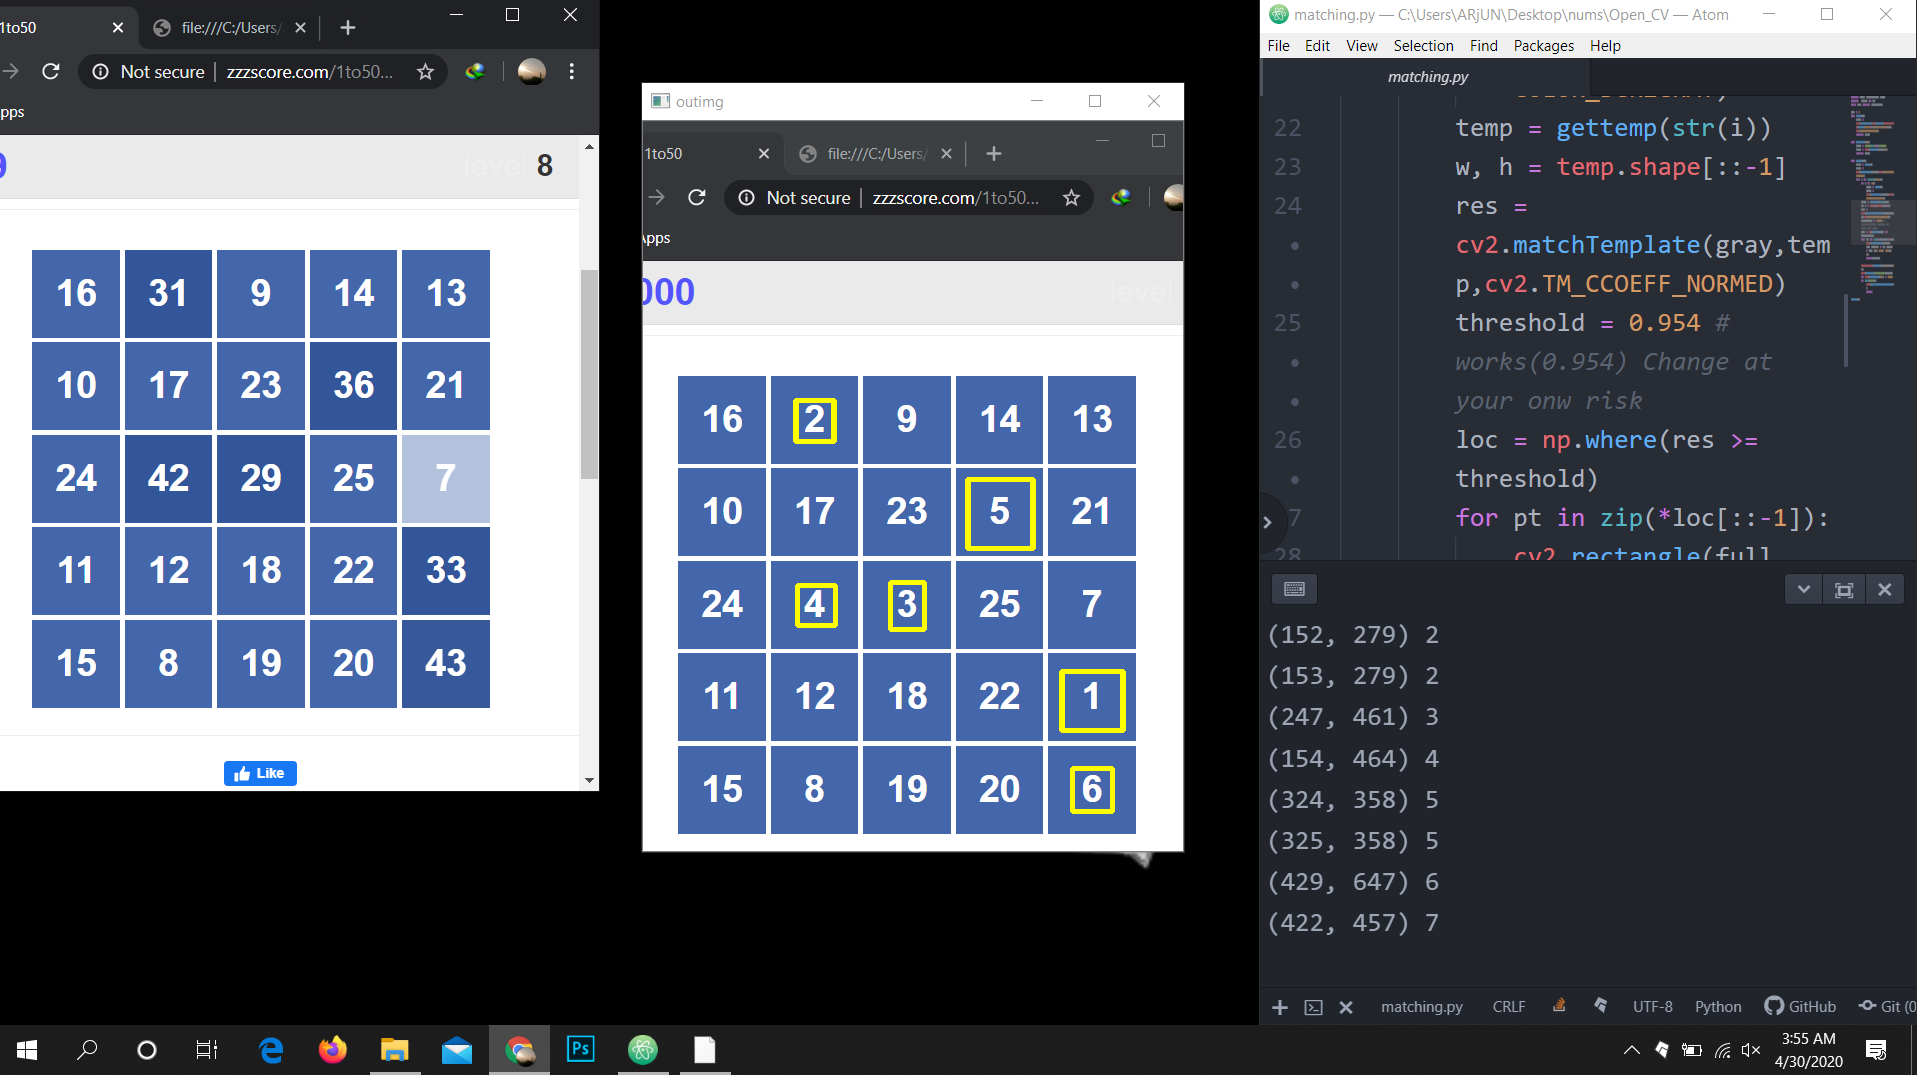 1to50
file:///C:/Users/
Not secure
zzzscore.com/1to50...
pps
level 8
16 31 9 14 13
10 17 23 36 21
24 42 29 25 7
11 12 18 22 33
15 8 19 20 43
Like
outimg
1to50
file:///C:/Users/
Not secure
zzzscore.com/1to50...
Apps
000
level
16 2 9 14 13
10 17 23 5 21
24 4 3 25 7
11 12 18 22 1
15 8 19 20 6
matching.py — C:\Users\ARjUN\Desktop\nums\Open_CV — Atom
File Edit View Selection Find Packages Help
matching.py
22 temp = gettemp(str(i))
23 w, h = temp.shape[::-1]
24 res =
cv2.matchTemplate(gray,tem
p,cv2.TM_CCOEFF_NORMED)
25 threshold = 0.954 #
works(0.954) Change at
your onw risk
26 loc = np.where(res >=
threshold)
7 for pt in zip(*loc[::-1]):
28 cv2.rectangle(full
(152, 279) 2
(153, 279) 2
(247, 461) 3
(154, 464) 4
(324, 358) 5
(325, 358) 5
(429, 647) 6
(422, 457) 7
matching.py CRLF UTF-8 Python GitHub Git (0
Ps
3:55 AM
4/30/2020